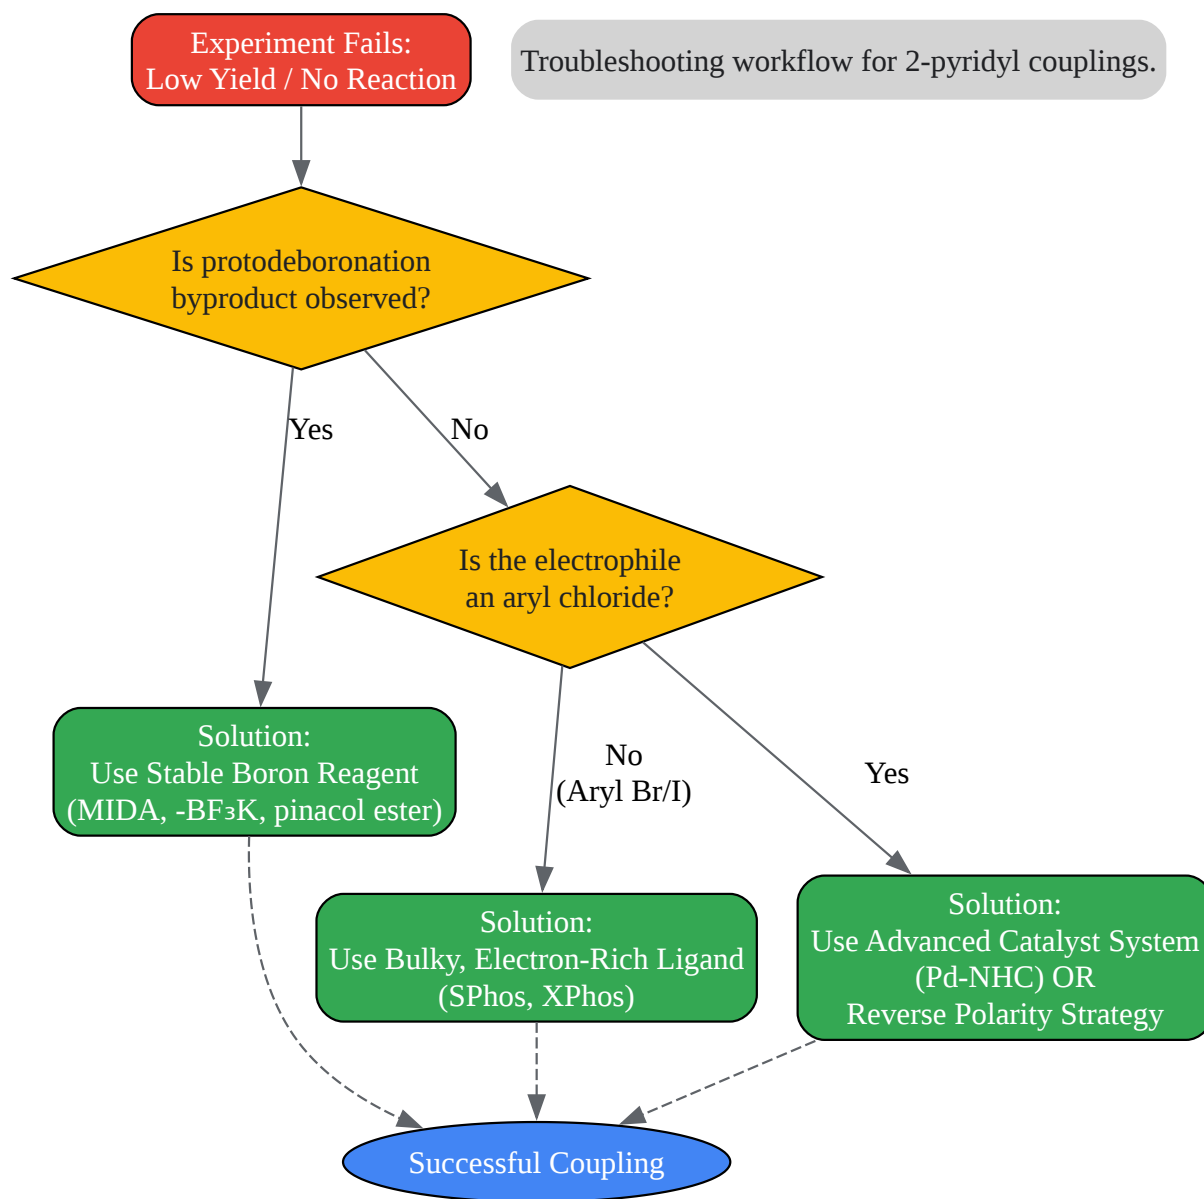 Experiment Fails:
Low Yield / No Reaction
Troubleshooting workflow for 2-pyridyl couplings.
Is protodeboronation
byproduct observed?
Yes
No
Is the electrophile
an aryl chloride?
Solution:
Use Stable Boron Reagent
(MIDA, -BF₃K, pinacol ester)
No
(Aryl Br/I)
Yes
Solution:
Use Bulky, Electron-Rich Ligand
(SPhos, XPhos)
Solution:
Use Advanced Catalyst System
(Pd-NHC) OR
Reverse Polarity Strategy
Successful Coupling